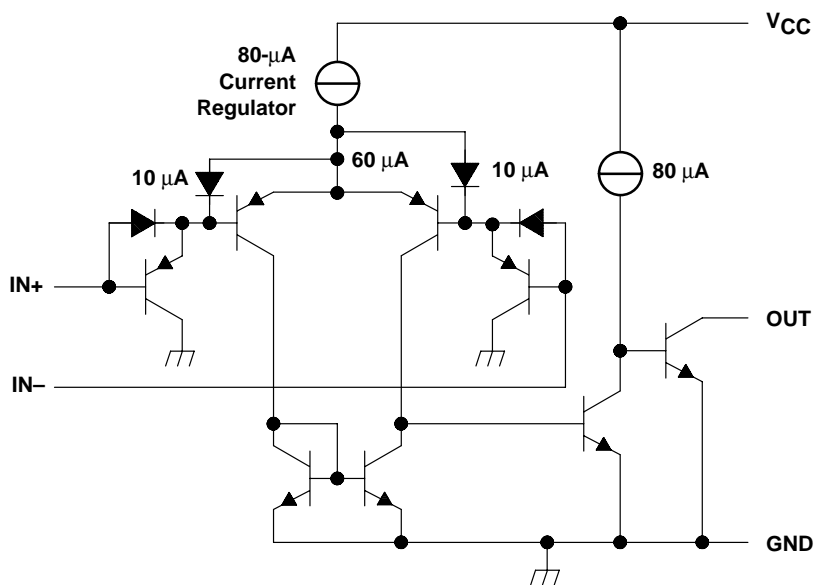 VCC
80-μA
Current
Regulator
10 μA
60 μA
10 μA
80 μA
IN+
OUT
IN–
GND